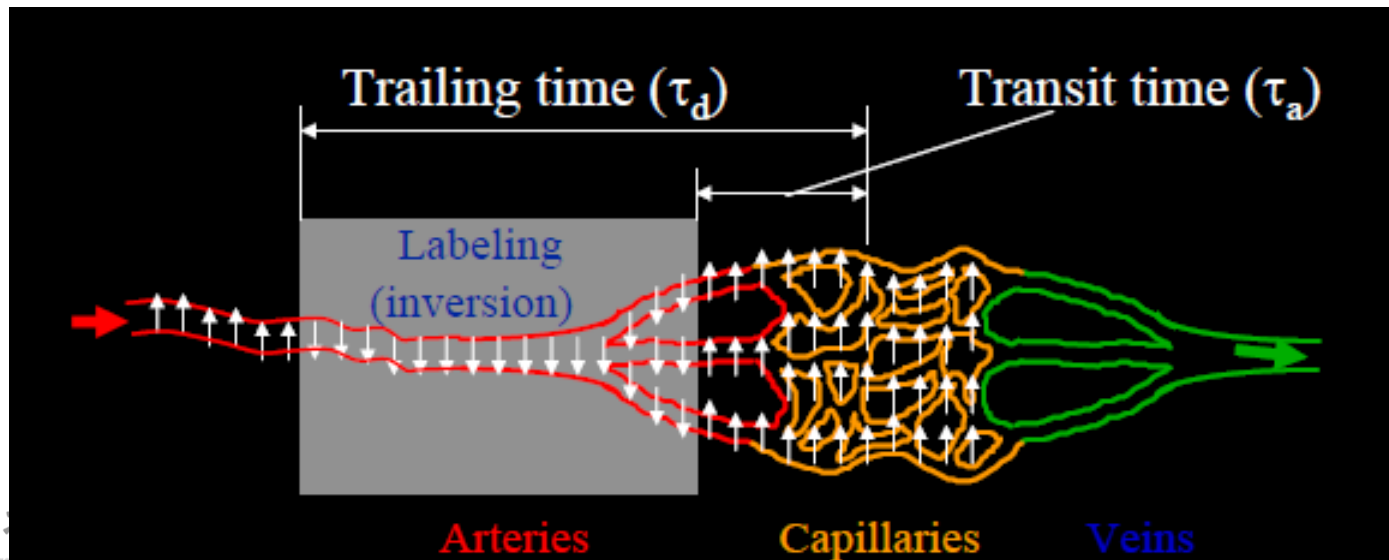 Trailing time (τd)
Transit time (τa)
Labeling
(inversion)
Arteries
Capillaries
Veins